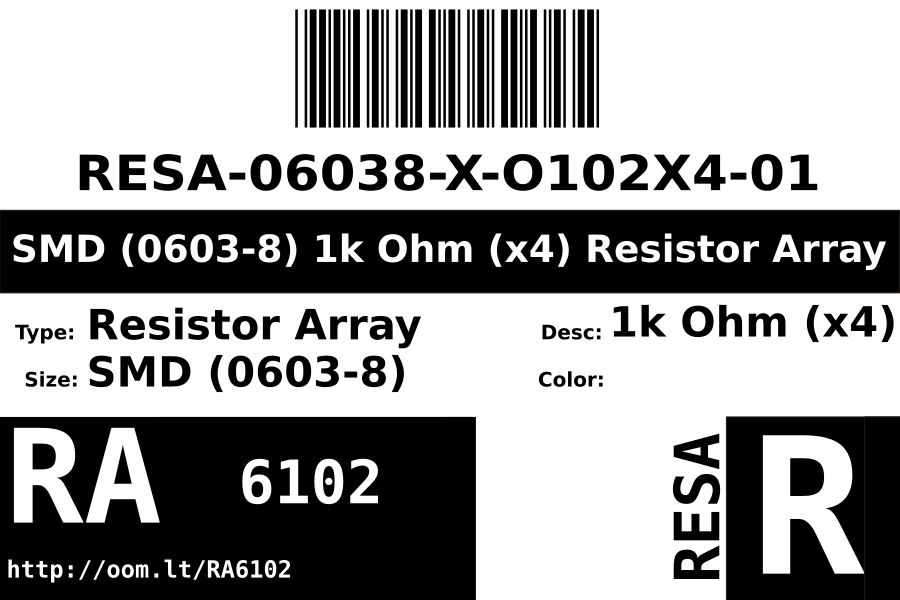 RESA-06038-X-O102X4-01
SMD (0603-8) 1k Ohm (x4) Resistor Array
Type: Resistor Array
Desc: 1k Ohm (x4)
Size: SMD (0603-8)
Color:
RA
6102
http://oom.lt/RA6102
RESA
R